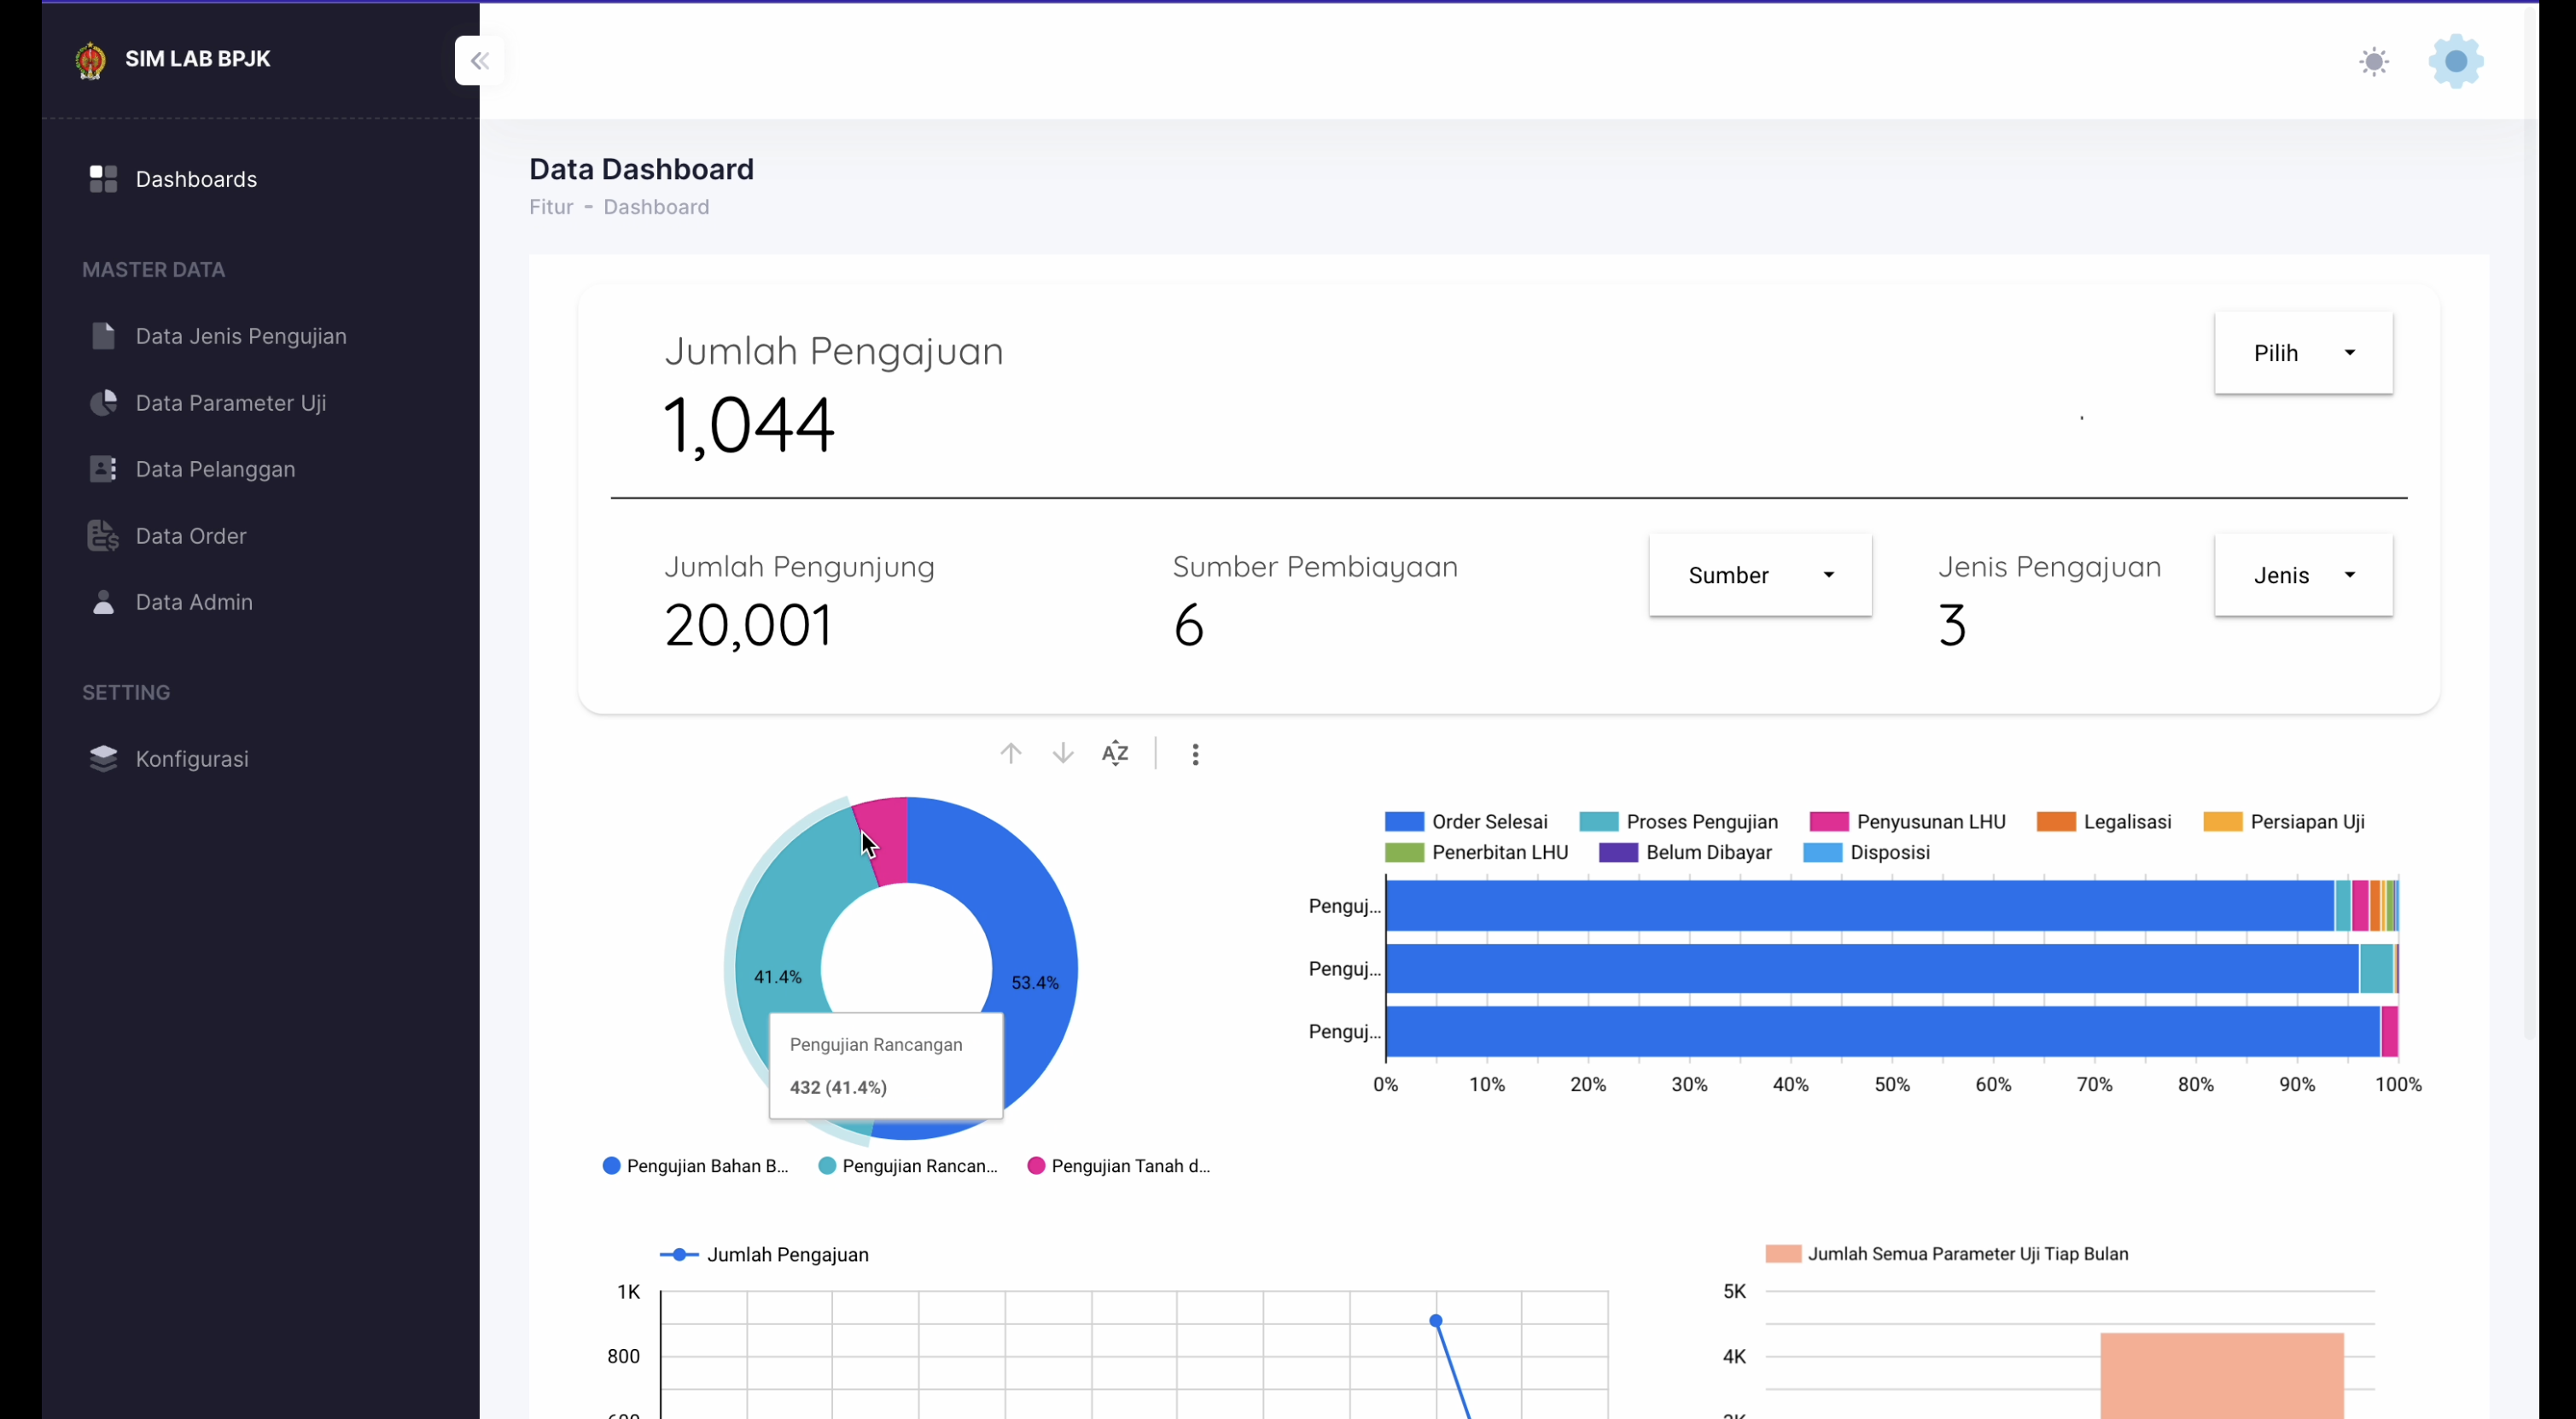 SIM LAB BPJK
Dashboards
MASTER DATA
Data Jenis Pengujian
Data Parameter Uji
Data Pelanggan
Data Order
Data Admin
SETTING
Konfigurasi
Data Dashboard
Fitur - Dashboard
Jumlah Pengajuan
1,044
Pilih
Jumlah Pengunjung
20,001
Sumber Pembiayaan
6
Sumber
Jenis Pengajuan
3
Jenis
AZ
41.4%
53.4%
Pengujian Rancangan
432 (41.4%)
Pengujian Bahan B... Pengujian Rancan... Pengujian Tanah d...
Order Selesai Proses Pengujian Penyusunan LHU Legalisasi Persiapan Uji
Penerbitan LHU Belum Dibayar Disposisi
Penguj...
Penguj...
Penguj...
0% 10% 20% 30% 40% 50% 60% 70% 80% 90% 100%
Jumlah Pengajuan
1K
800
Jumlah Semua Parameter Uji Tiap Bulan
5K
4K